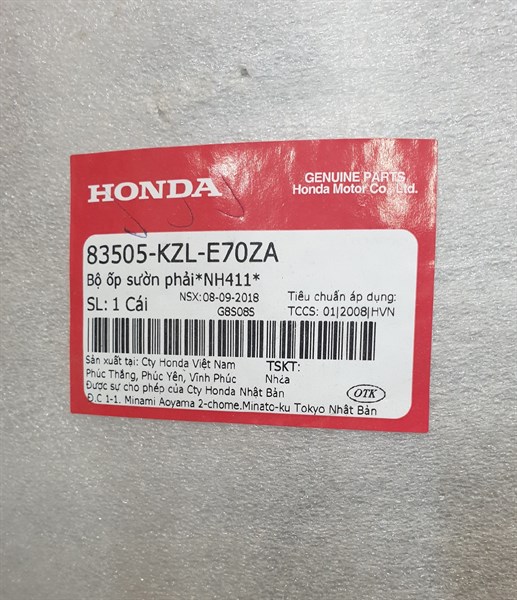 HONDA
GENUINE PARTS
Honda Motor Co., Ltd.
83505-KZL-E70ZA
Bộ ốp sườn phải*NH411*
SL: 1 Cái
NSX:08-09-2018
G8S08S
Tiêu chuẩn áp dụng:
TCCS: 01|2008|HVN
Sản xuất tại: Cty Honda Việt Nam
Phúc Thắng, Phúc Yên, Vĩnh Phúc
TSKT:
Nhựa
Được sự cho phép của Cty Honda Nhật Bản
Đ.C 1-1. Minami Aoyama 2-chome.Minato-ku Tokyo Nhật Bản
OTK